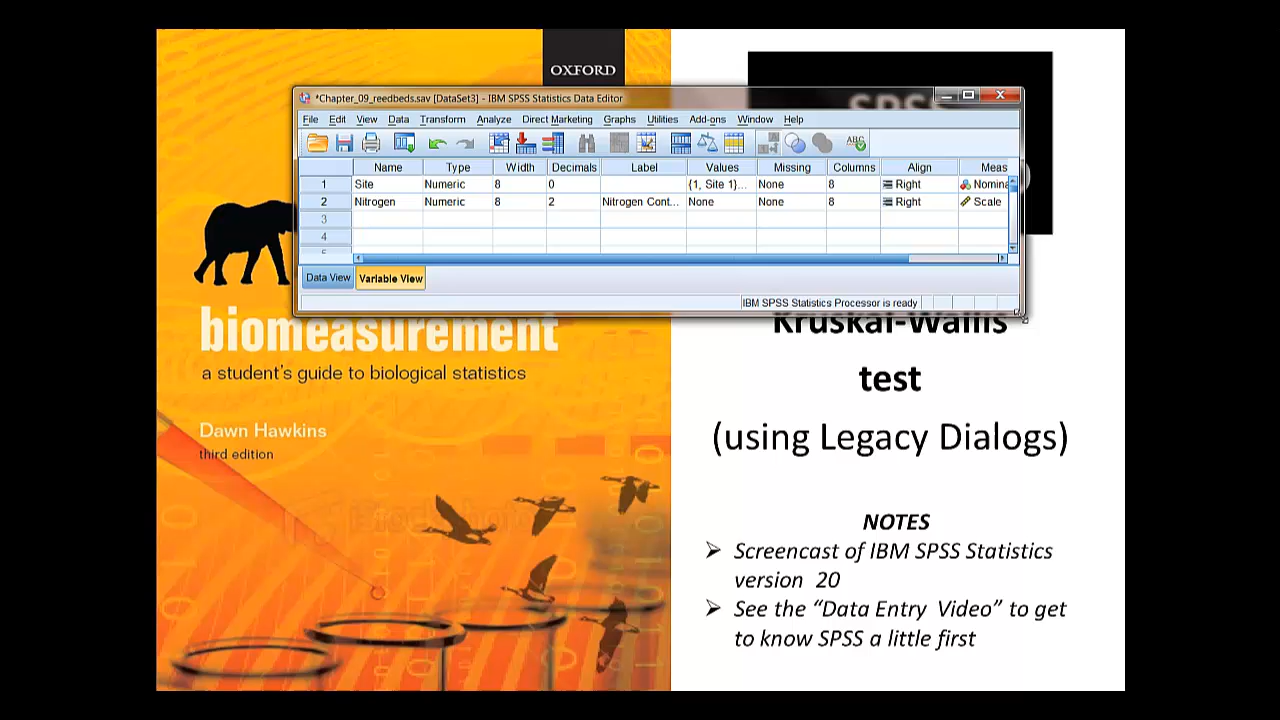 OXFORD
SPSS
*Chapter_09_reedbeds.sav [DataSet3] - IBM SPSS Statistics Data Editor
File Edit View Data Transform Analyze Direct Marketing Graphs Utilities Add-ons Window Help
Name Type Width Decimals Label Values Missing Columns Align Meas
1 Site Numeric 8 0 {1, Site 1}... None 8 Right Nomina
2 Nitrogen Numeric 8 2 Nitrogen Cont... None None 8 Right Scale
3
4
5
Data View Variable View
IBM SPSS Statistics Processor is ready
biomeasurement
a student's guide to biological statistics
Dawn Hawkins
third edition
Kruskal-Wallis
test
(using Legacy Dialogs)
NOTES
Screencast of IBM SPSS Statistics
version 20
See the “Data Entry Video” to get
to know SPSS a little first